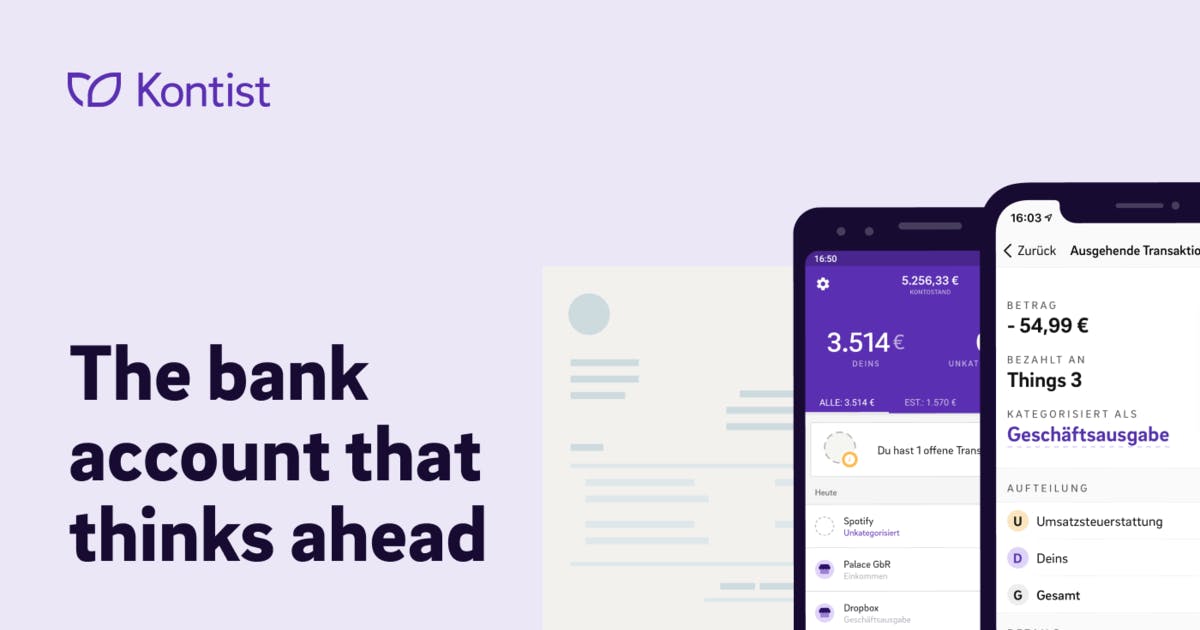 Kontist
The bank
account that
thinks ahead
16:50
5.256,33 €
KONTOSTAND
3.514 €
DEINS
ALLE: 3.514 €
EST.: 1.570 €
Du hast 1 offene
Heute
Spotify
Unkategorisiert
Palace GbR
Einkommen
Dropbox
Geschäftsausgabe
16:03
Zurück
Ausgehende
BETRAG
- 54,99 €
BEZAHLT AN
Things 3
KATEGORISIERT ALS
Geschäftsausgabe
AUFTEILUNG
U Umsatzsteuerstattung
D Deins
G Gesamt